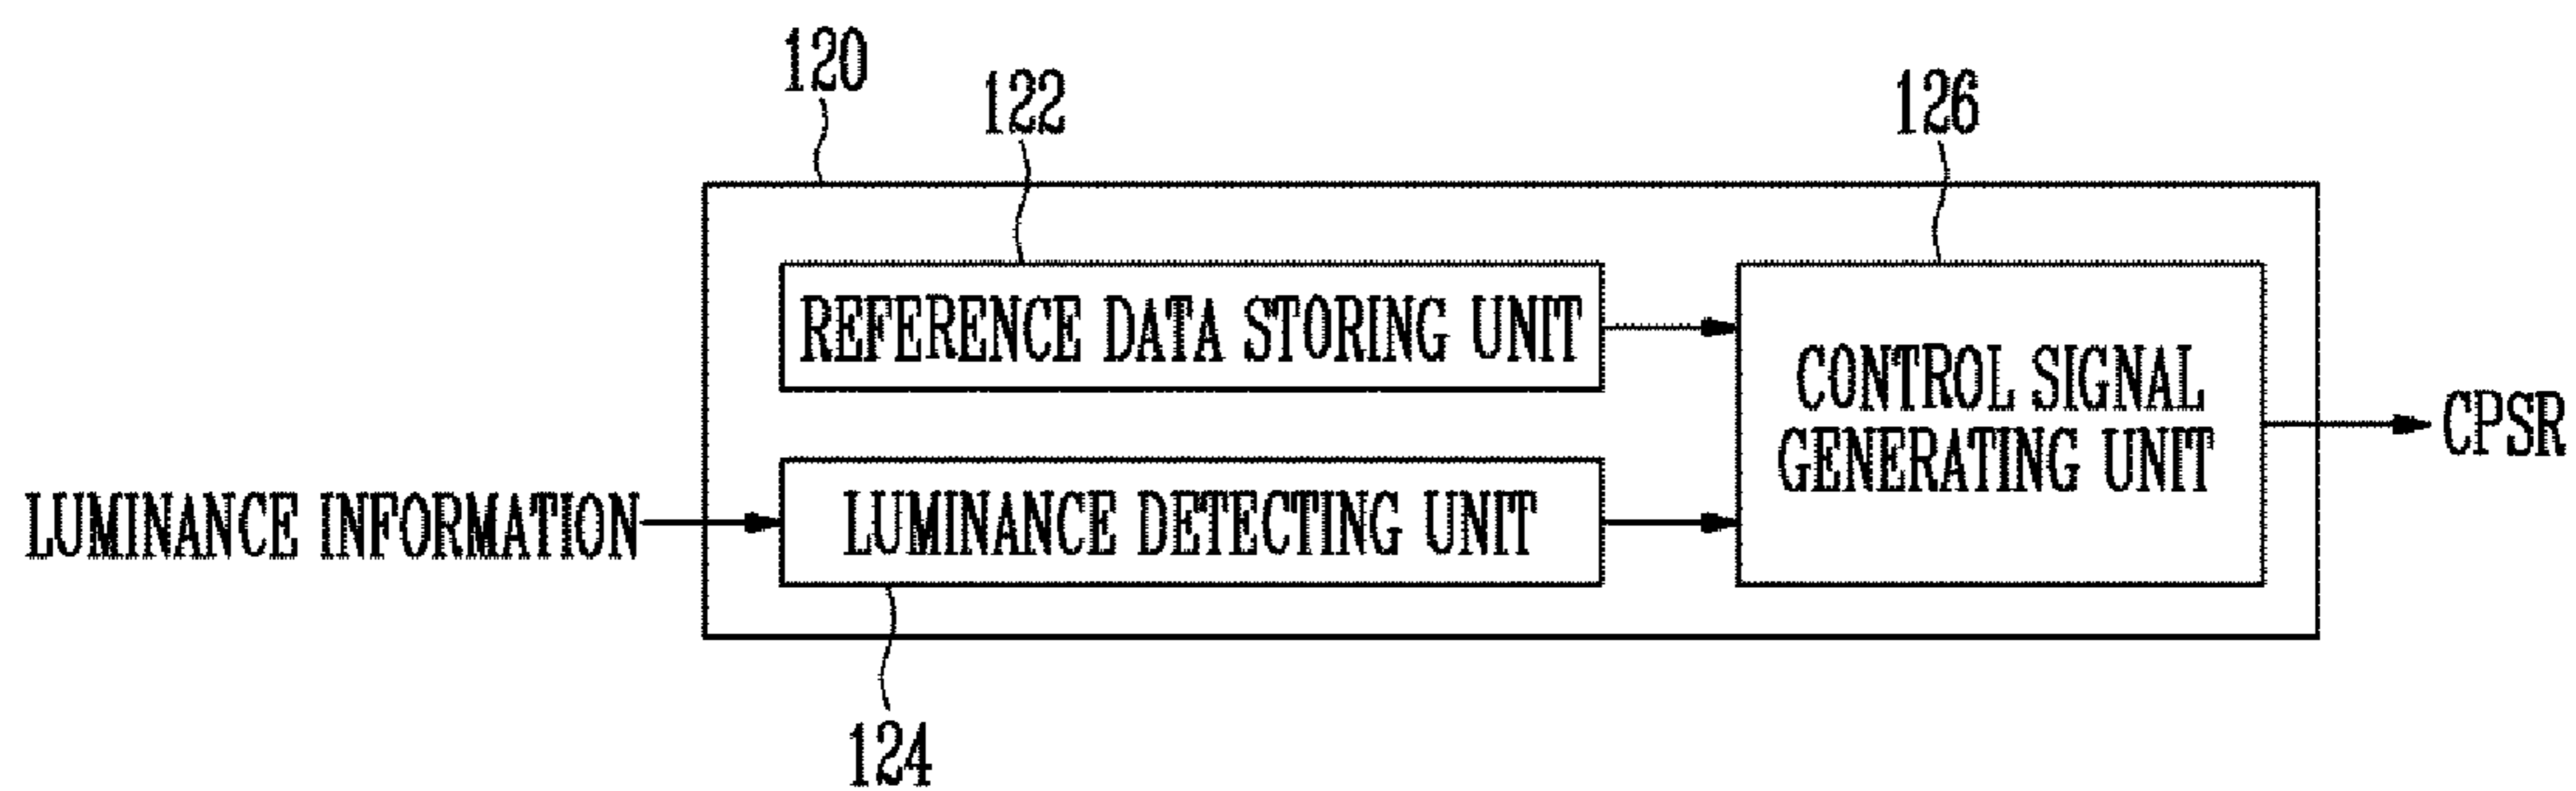 120
122
126
REFERENCE DATA STORING UNIT
CONTROL SIGNAL
GENERATING UNIT
CPSR
LUMINANCE INFORMATION
LUMINANCE DETECTING UNIT
124